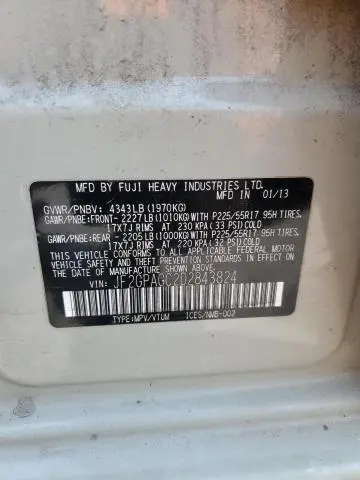 MFD BY FUJI HEAVY INDUSTRIES LTD.
GVWR/PNBV: 4343LB (1970KG) MFD IN 01/13
GAWR/PNBE:FRONT- 2227LB(1010KG)WITH P225/55R17 95H TIRES.
17X7J RIMS AT 230 KPA ( 33 PSI) COLD
GAWR/PNBE:REAR - 2205LB(1000KG)WITH P225/55R17 95H TIRES.
17X7J RIMS AT 220 KPA( 32 PSI)COLD
THIS VEHICLE CONFORMS TO ALL APPLICABLE FEDERAL MOTOR
VEHICLE SAFETY, BUMPER, AND THEFT PREVENTION
STANDARDS IN EFFECT ON THE DATE OF MANUFACTURE
SHOWN ABOVE.
VIN: JF2GPAGC2D2843824
TYPE:MPV/VTUM ICES/NMB-002